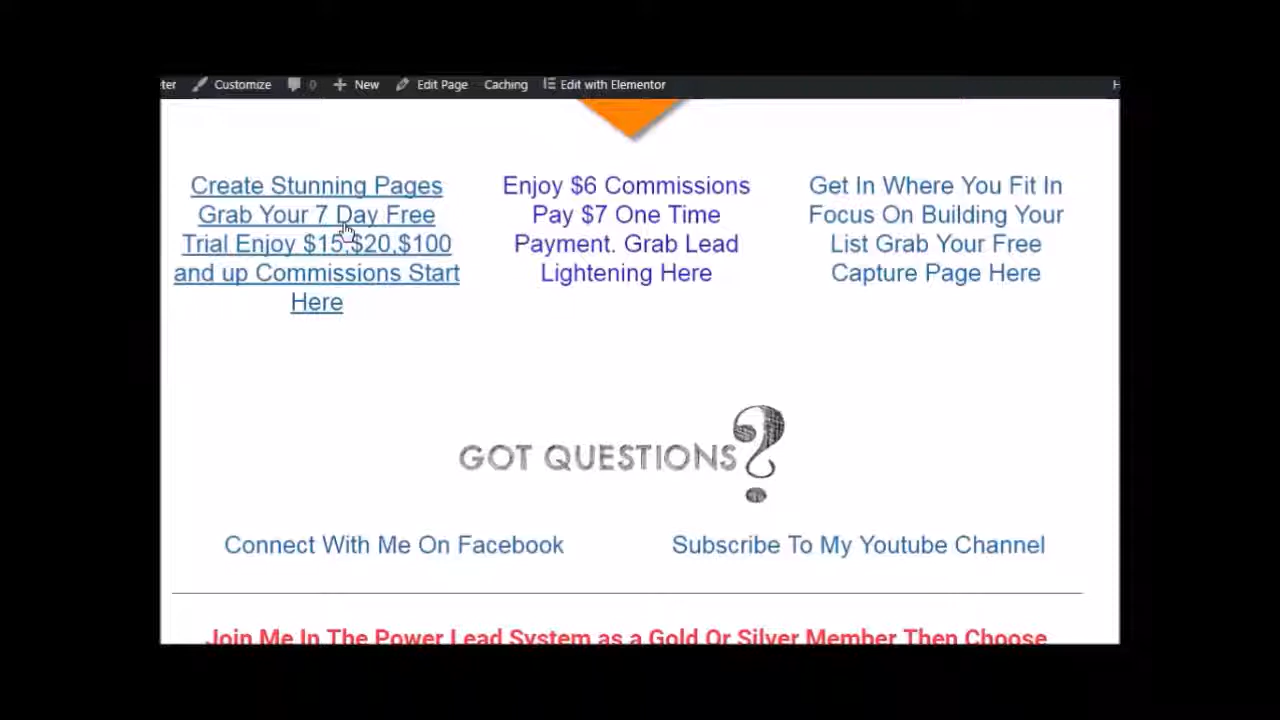 Customize 0 New Edit Page Caching Edit with Elementor
Create Stunning Pages
Grab Your 7 Day Free
Trial Enjoy $15,$20,$100
and up Commissions Start
Here
Enjoy $6 Commissions
Pay $7 One Time
Payment. Grab Lead
Lightening Here
Get In Where You Fit In
Focus On Building Your
List Grab Your Free
Capture Page Here
GOT QUESTIONS?
Connect With Me On Facebook
Subscribe To My Youtube Channel
Join Me In The Power Lead System as a Gold Or Silver Member Then Choose